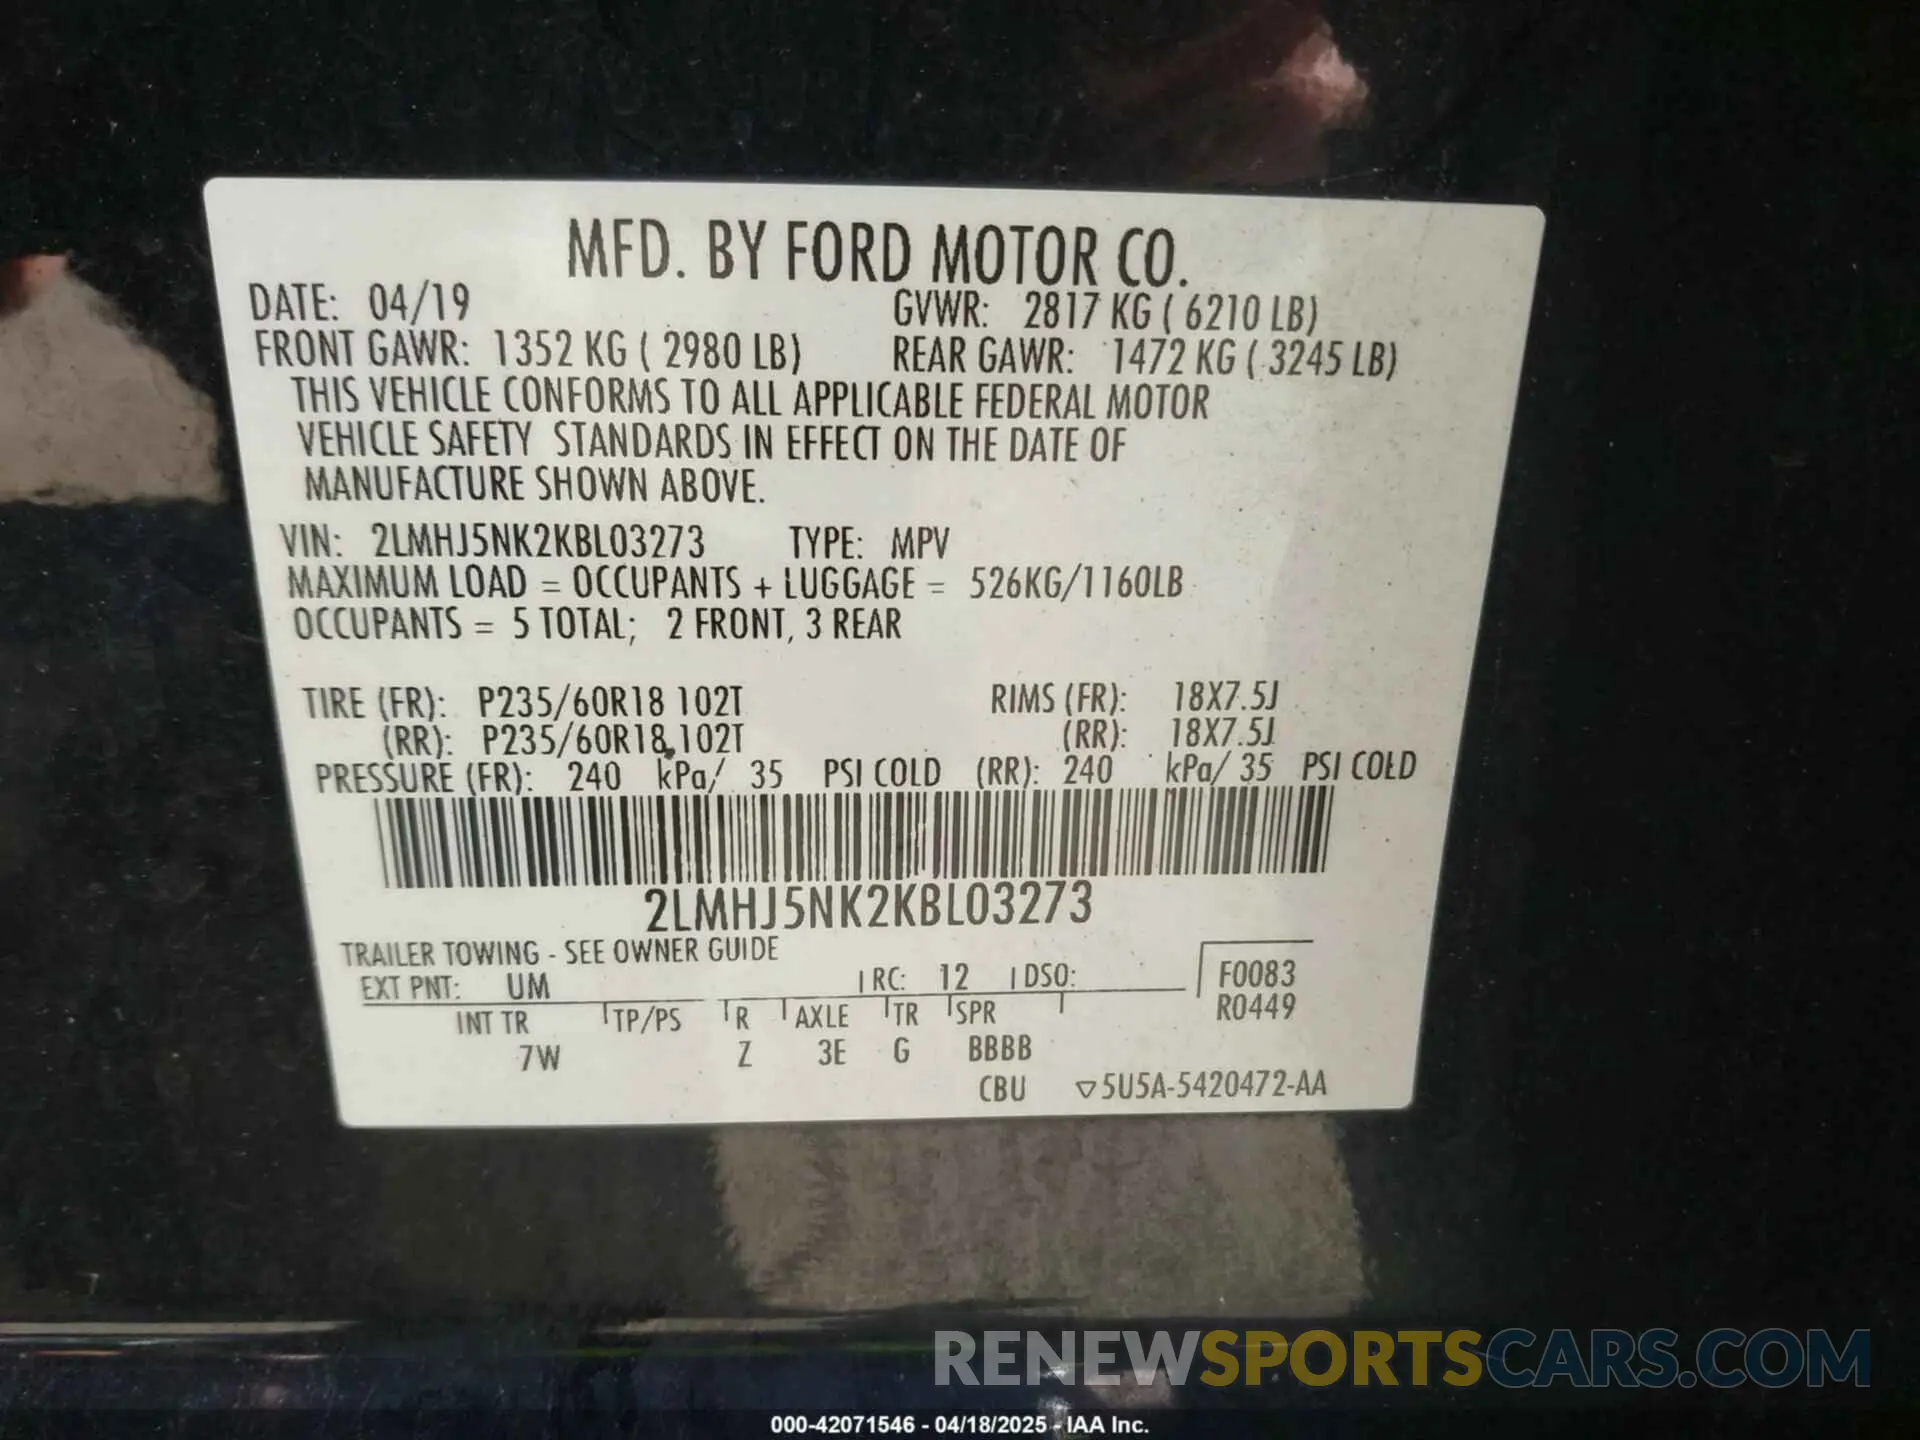 MFD. BY FORD MOTOR CO.
DATE: 04/19 GVWR: 2817 KG ( 6210 LB)
FRONT GAWR: 1352 KG ( 2980 LB) REAR GAWR: 1472 KG ( 3245 LB)
THIS VEHICLE CONFORMS TO ALL APPLICABLE FEDERAL MOTOR
VEHICLE SAFETY STANDARDS IN EFFECT ON THE DATE OF
MANUFACTURE SHOWN ABOVE.
VIN: 2LMHJ5NK2KBL03273 TYPE: MPV
MAXIMUM LOAD = OCCUPANTS + LUGGAGE = 526KG/1160LB
OCCUPANTS = 5 TOTAL; 2 FRONT, 3 REAR
TIRE (FR): P235/60R18 102T RIMS (FR): 18X7.5J
(RR): P235/60R18 102T (RR): 18X7.5J
PRESSURE (FR): 240 kPa/ 35 PSI COLD (RR): 240 kPa/ 35 PSI COLD
2LMHJ5NK2KBL03273
TRAILER TOWING - SEE OWNER GUIDE
EXT PNT: UM RC: 12 DSO: F0083
R0449
INT TR TP/PS R AXLE TR SPR
7W Z 3E G BBBB
CBU ▽5U5A-5420472-AA
RENEWSPORTSCARS.COM
000-42071546 - 04/18/2025 - IAA Inc.